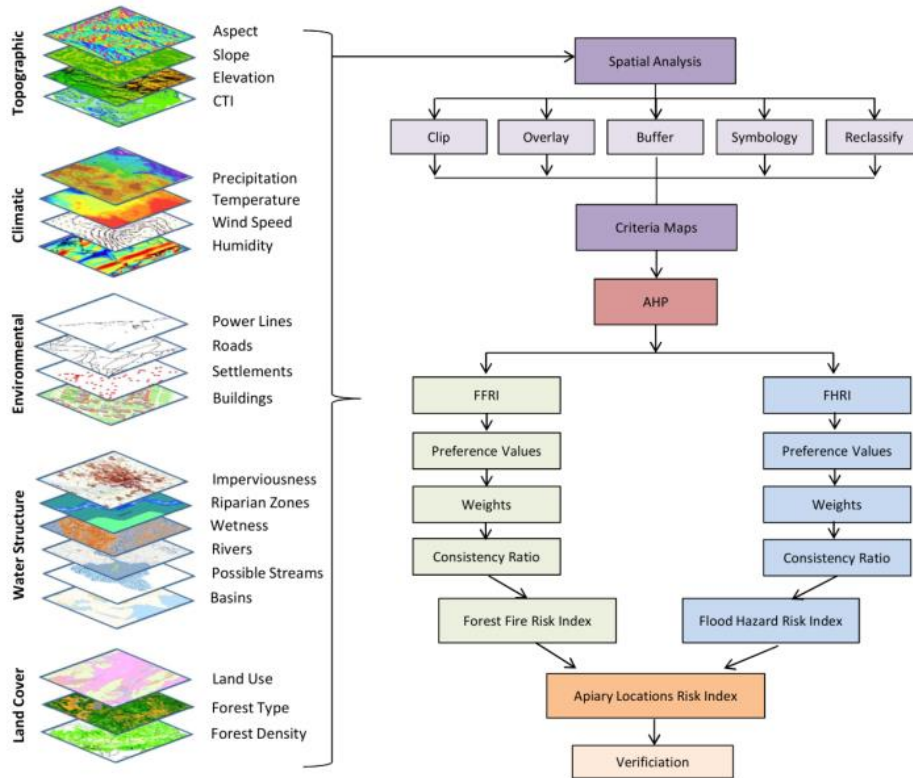 Topographic
Aspect
Slope
Elevation
CTI
Climatic
Precipitation
Temperature
Wind Speed
Humidity
Environmental
Power Lines
Roads
Settlements
Buildings
Water Structure
Imperviousness
Riparian Zones
Wetness
Rivers
Possible Streams
Basins
Land Cover
Land Use
Forest Type
Forest Density
Spatial Analysis
Clip
Overlay
Buffer
Symbology
Reclassify
Criteria Maps
AHP
FFRI
FHRI
Preference Values
Preference Values
Weights
Weights
Consistency Ratio
Consistency Ratio
Forest Fire Risk Index
Flood Hazard Risk Index
Apiary Locations Risk Index
Verificiation